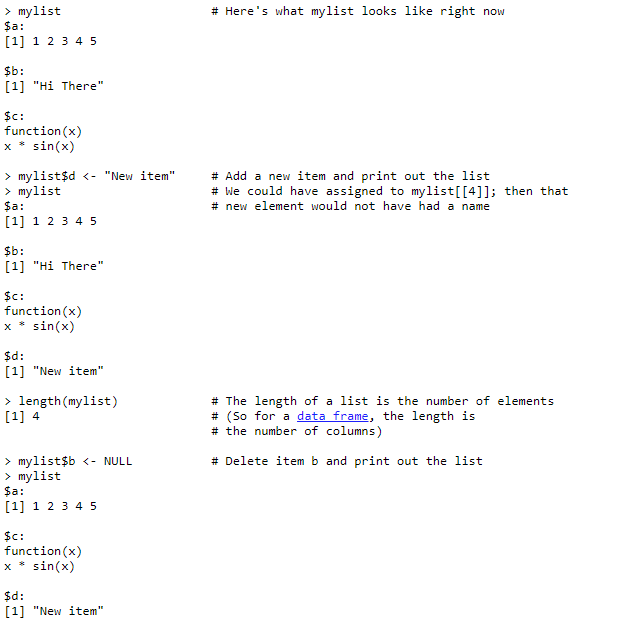 > mylist                     # Here's what mylist looks like right now
$a:
[1] 1 2 3 4 5

$b:
[1] "Hi There"

$c:
function(x)
x * sin(x)

> mylist$d <- "New item"     # Add a new item and print out the list
> mylist                     # We could have assigned to mylist[[4]]; then that
$a:                          # new element would not have had a name
[1] 1 2 3 4 5

$b:
[1] "Hi There"

$c:
function(x)
x * sin(x)

$d:
[1] "New item"

> length(mylist)             # The length of a list is the number of elements
[1] 4                        # (So for a data frame, the length is
                             # the number of columns)

> mylist$b <- NULL           # Delete item b and print out the list
> mylist
$a:
[1] 1 2 3 4 5

$c:
function(x)
x * sin(x)

$d:
[1] "New item"